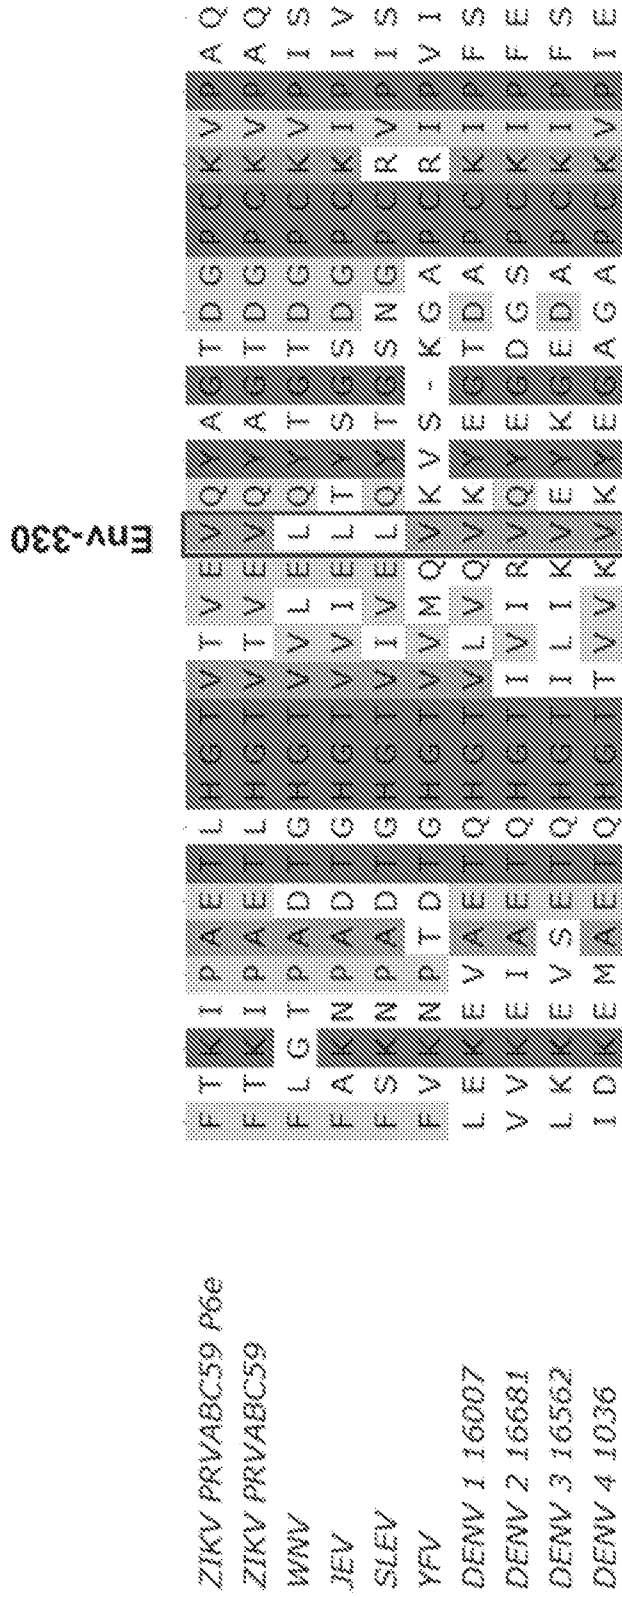 Env-330
ZIKV PRVABC59 P6e F T K I P A E T L H G T V T V E V Q Y A G T D G P C K V P A Q
ZIKV PRVABC59 F T K I P A E T L H G T V T V E V Q Y A G T D G P C K V P A Q
WNV F L G T P A D T G H G T V V L E L Q Y T G T D G P C K V P I S
JEV F A K N P A D T G H G T V V I E L T Y S G S D G P C K I P I V
SLEV F S K N P A D T G H G T V I V E L Q Y T G S N G P C R V P I S
YFV F V K N P T D T G H G T V V M Q V K V S - K G A P C R I P V I
DENV 1 16007 L E K E V A E T Q H G T V L V Q V K Y E G T D A P C K I P F S
DENV 2 16681 V V K E I A E T Q H G T I V I R V Q Y E G D G S P C K I P F E
DENV 3 16562 L K K E V S E T Q H G T I L I K V E Y K G E D A P C K I P F S
DENV 4 1036 I D K E M A E T Q H G T T V V K V K Y E G A G A P C K V P I E